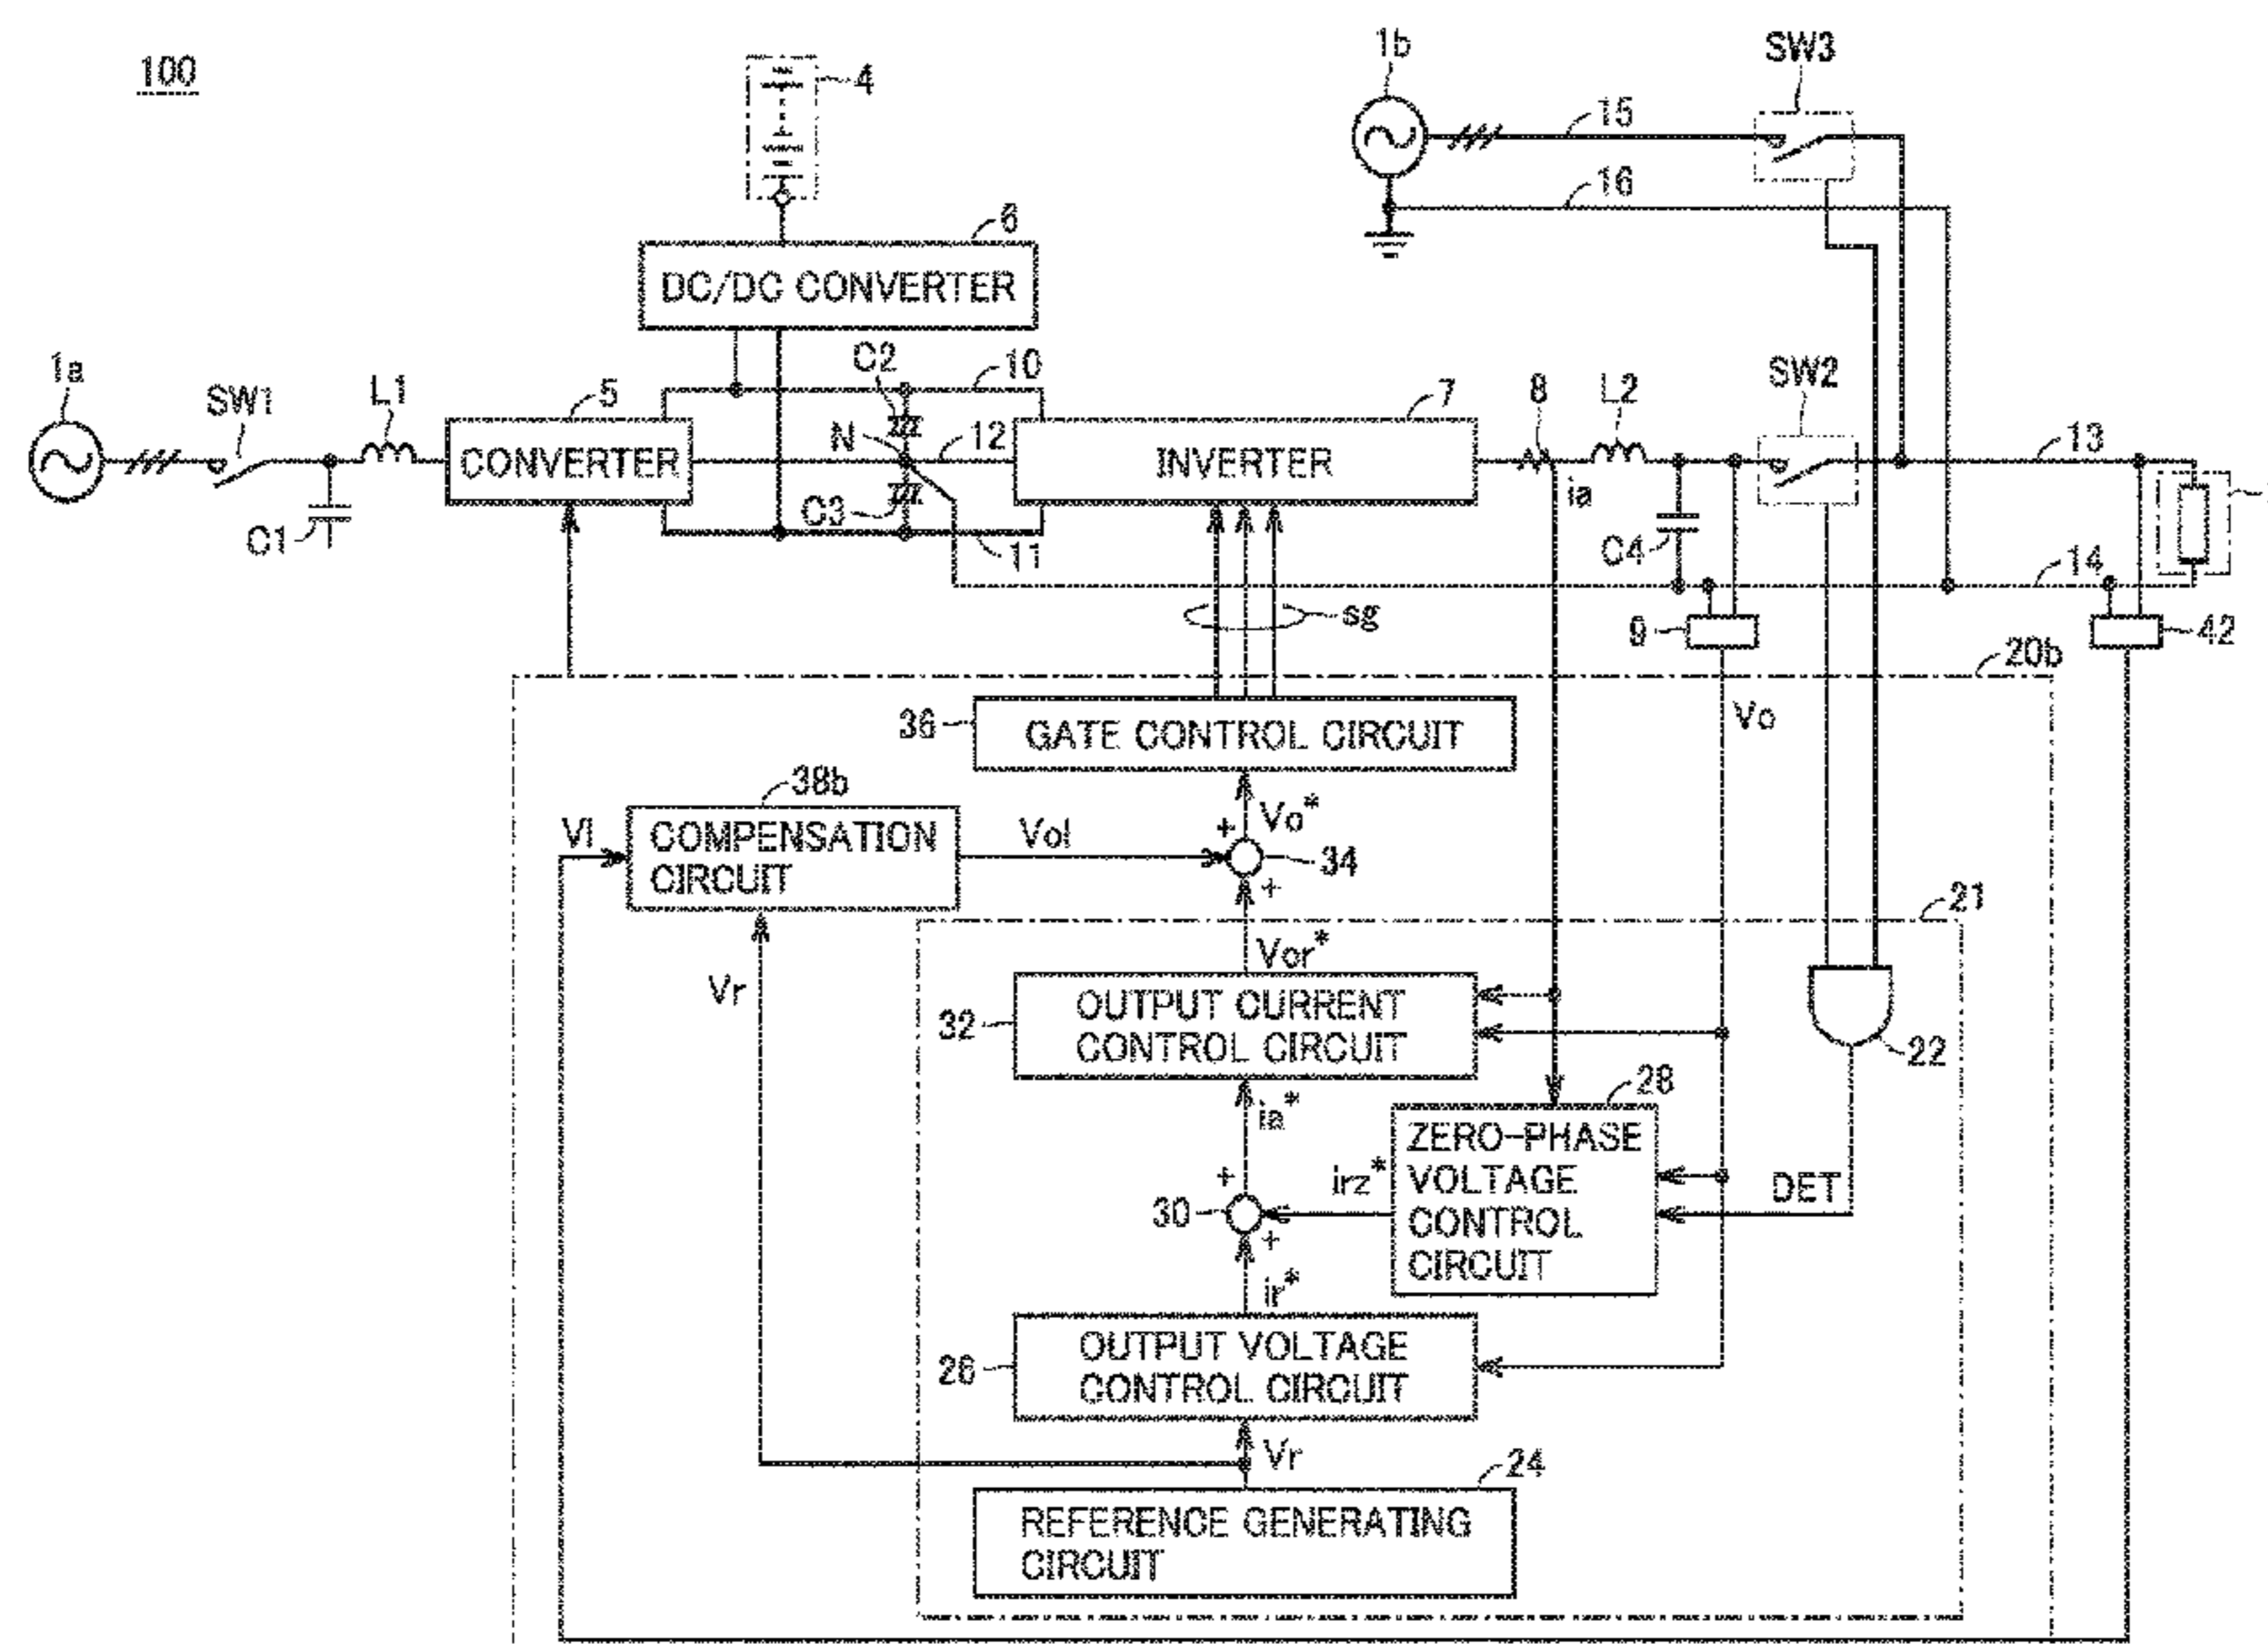 100
4
1b
SW3
15
16
6
DC/DC CONVERTER
1a
SW1
L1
5
C2
10
7
8
L2
SW2
CONVERTER
N
12
INVERTER
13
ia
C1
C3
11
C4
14
sg
9
42
20b
36
GATE CONTROL CIRCUIT
Vo
38b
Vl
COMPENSATION
CIRCUIT
Vol
+
Vo*
34
+
21
Vr
Vor*
32
OUTPUT CURRENT
CONTROL CIRCUIT
22
28
ia*
ZERO-PHASE
VOLTAGE
CONTROL
CIRCUIT
+
irz*
DET
30
+
ir*
26
OUTPUT VOLTAGE
CONTROL CIRCUIT
Vr
24
REFERENCE GENERATING
CIRCUIT